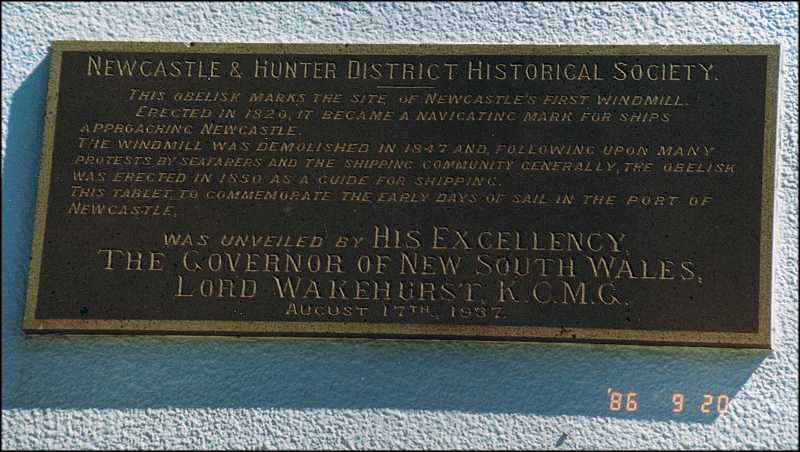 NEWCASTLE & HUNTER DISTRICT HISTORICAL SOCIETY.
THIS OBELISK MARKS THE SITE OF NEWCASTLE'S FIRST WINDMILL.
ERECTED IN 1820, IT BECAME A NAVIGATING MARK FOR SHIPS
APPROACHING NEWCASTLE.
THE WINDMILL WAS DEMOLISHED IN 1847 AND, FOLLOWING UPON MANY
PROTESTS BY SEAFARERS AND THE SHIPPING COMMUNITY GENERALLY, THE OBELISK
WAS ERECTED IN 1850 AS A GUIDE FOR SHIPPING.
THIS TABLET, TO COMMEMORATE THE EARLY DAYS OF SAIL IN THE PORT OF
NEWCASTLE,
WAS UNVEILED BY HIS EXCELLENCY,
THE GOVERNOR OF NEW SOUTH WALES,
LORD WAKEHURST, K.C.M.G.
AUGUST 17TH, 1937.
'86 9 20